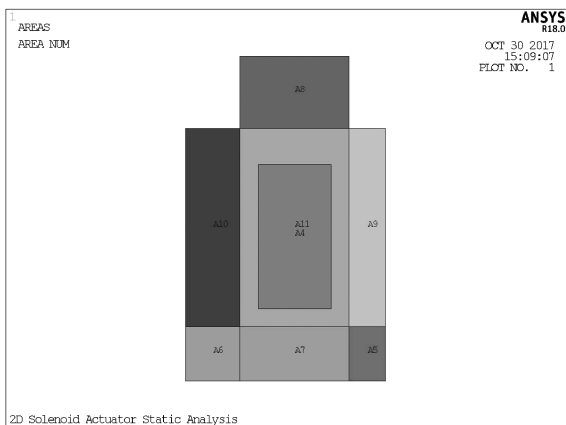 1
AREAS
AREA NUM
ANSYS
R18.0
OCT 30 2017
15:09:07
PLOT NO. 1
A8
A10
A11
A4
A9
A6
A7
A5
2D Solenoid Actuator Static Analysis